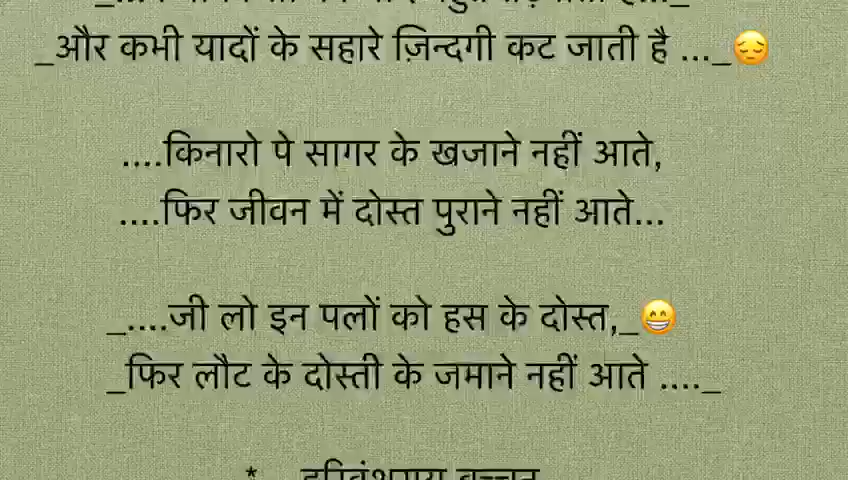 _और कभी यादों के सहारे ज़िन्दगी कट जाती है ..._😔
....किनारो पे सागर के खजाने नहीं आते,
....फिर जीवन में दोस्त पुराने नहीं आते...
_....जी लो इन पलों को हस के दोस्त,_😁
_फिर लौट के दोस्ती के जमाने नहीं आते ...._